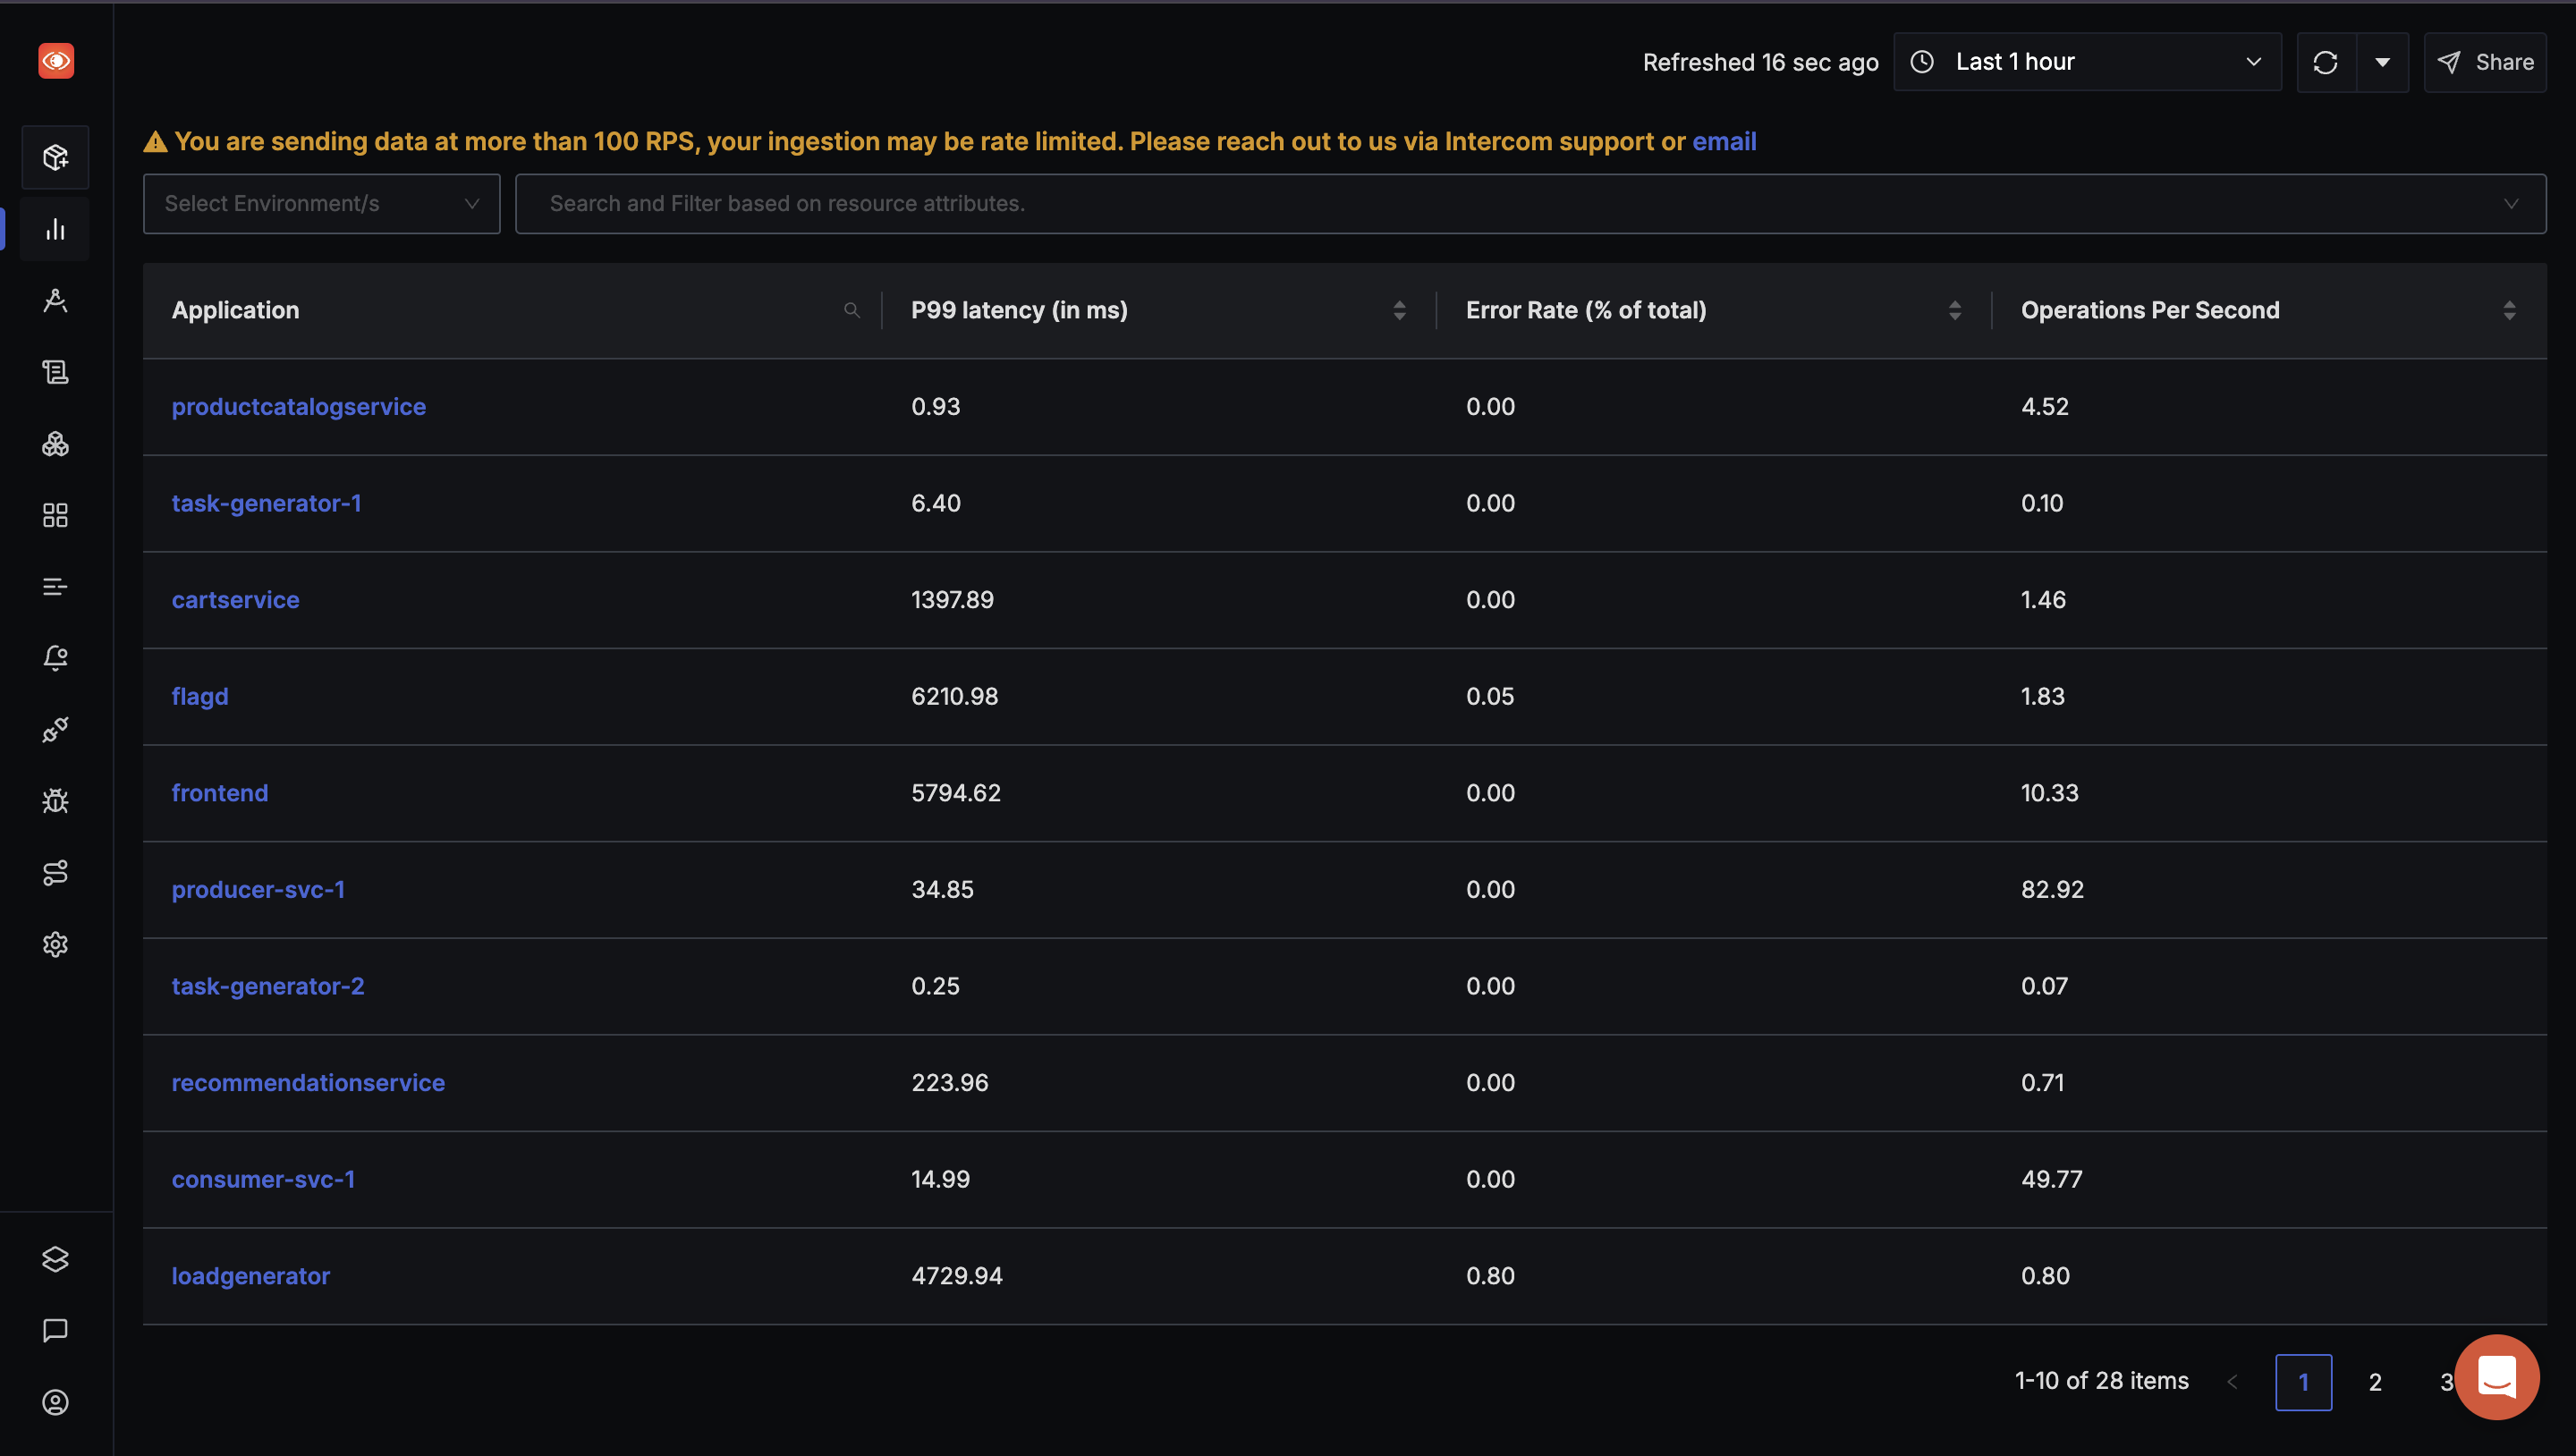 Refreshed 16 sec ago Last 1 hour Share
You are sending data at more than 100 RPS, your ingestion may be rate limited. Please reach out to us via Intercom support or email
Select Environment/s Search and Filter based on resource attributes.
Application P99 latency (in ms) Error Rate (% of total) Operations Per Second
productcatalogservice 0.93 0.00 4.52
task-generator-1 6.40 0.00 0.10
cartservice 1397.89 0.00 1.46
flagd 6210.98 0.05 1.83
frontend 5794.62 0.00 10.33
producer-svc-1 34.85 0.00 82.92
task-generator-2 0.25 0.00 0.07
recommendationservice 223.96 0.00 0.71
consumer-svc-1 14.99 0.00 49.77
loadgenerator 4729.94 0.80 0.80
1-10 of 28 items 1 2 3